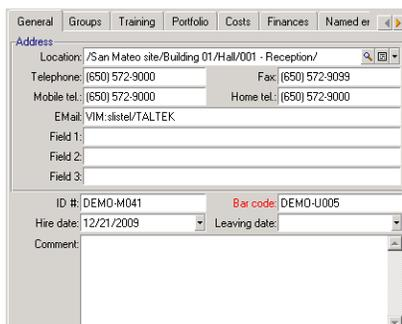 General Groups Training Portfolio Costs Finances Named er
Address
Location: /San Mateo site/Building 01/Hall/001 - Reception/
Telephone: (650) 572-9000 Fax: (650) 572-9099
Mobile tel.: (650) 572-9000 Home tel.: (650) 572-9000
EMail: VIM:slistel/TALTEK
Field 1:
Field 2:
Field 3:
ID #: DEMO-M041 Bar code: DEMO-U005
Hire date: 12/21/2009 Leaving date:
Comment: